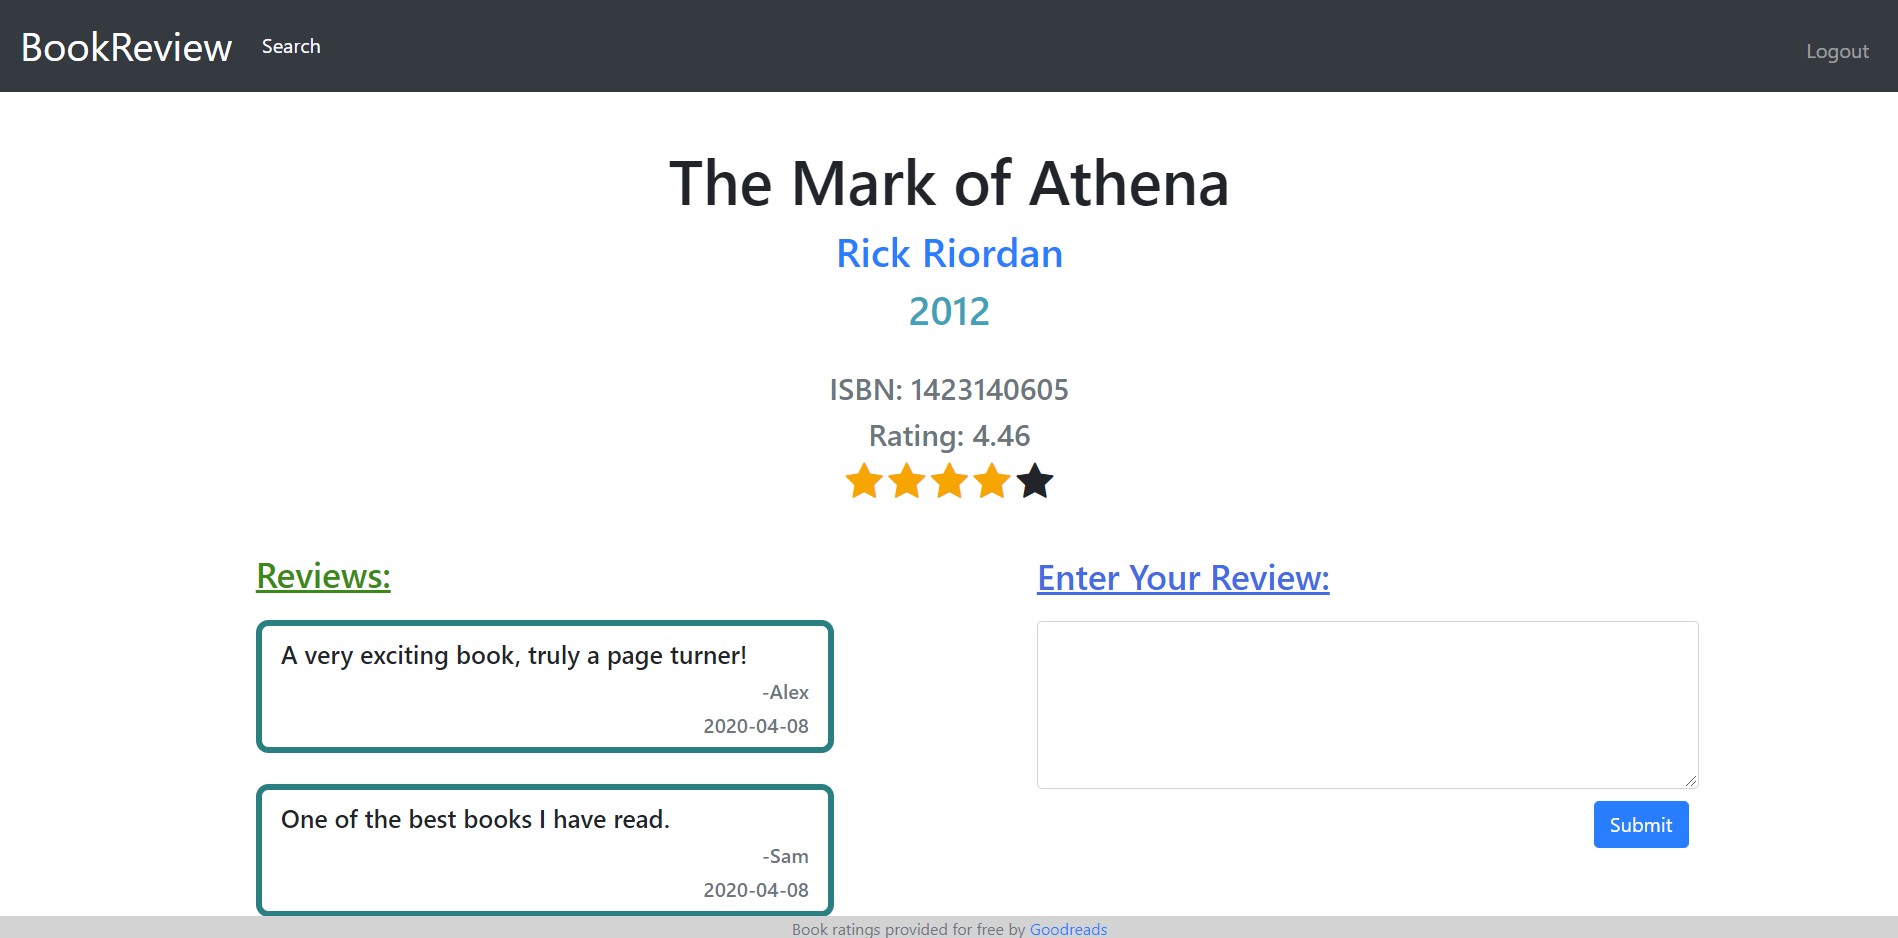 BookReview Search Logout
The Mark of Athena
Rick Riordan
2012
ISBN: 1423140605
Rating: 4.46
Reviews:
A very exciting book, truly a page turner!
-Alex
2020-04-08
One of the best books I have read.
-Sam
2020-04-08
Enter Your Review:
Submit
Book ratings provided for free by Goodreads